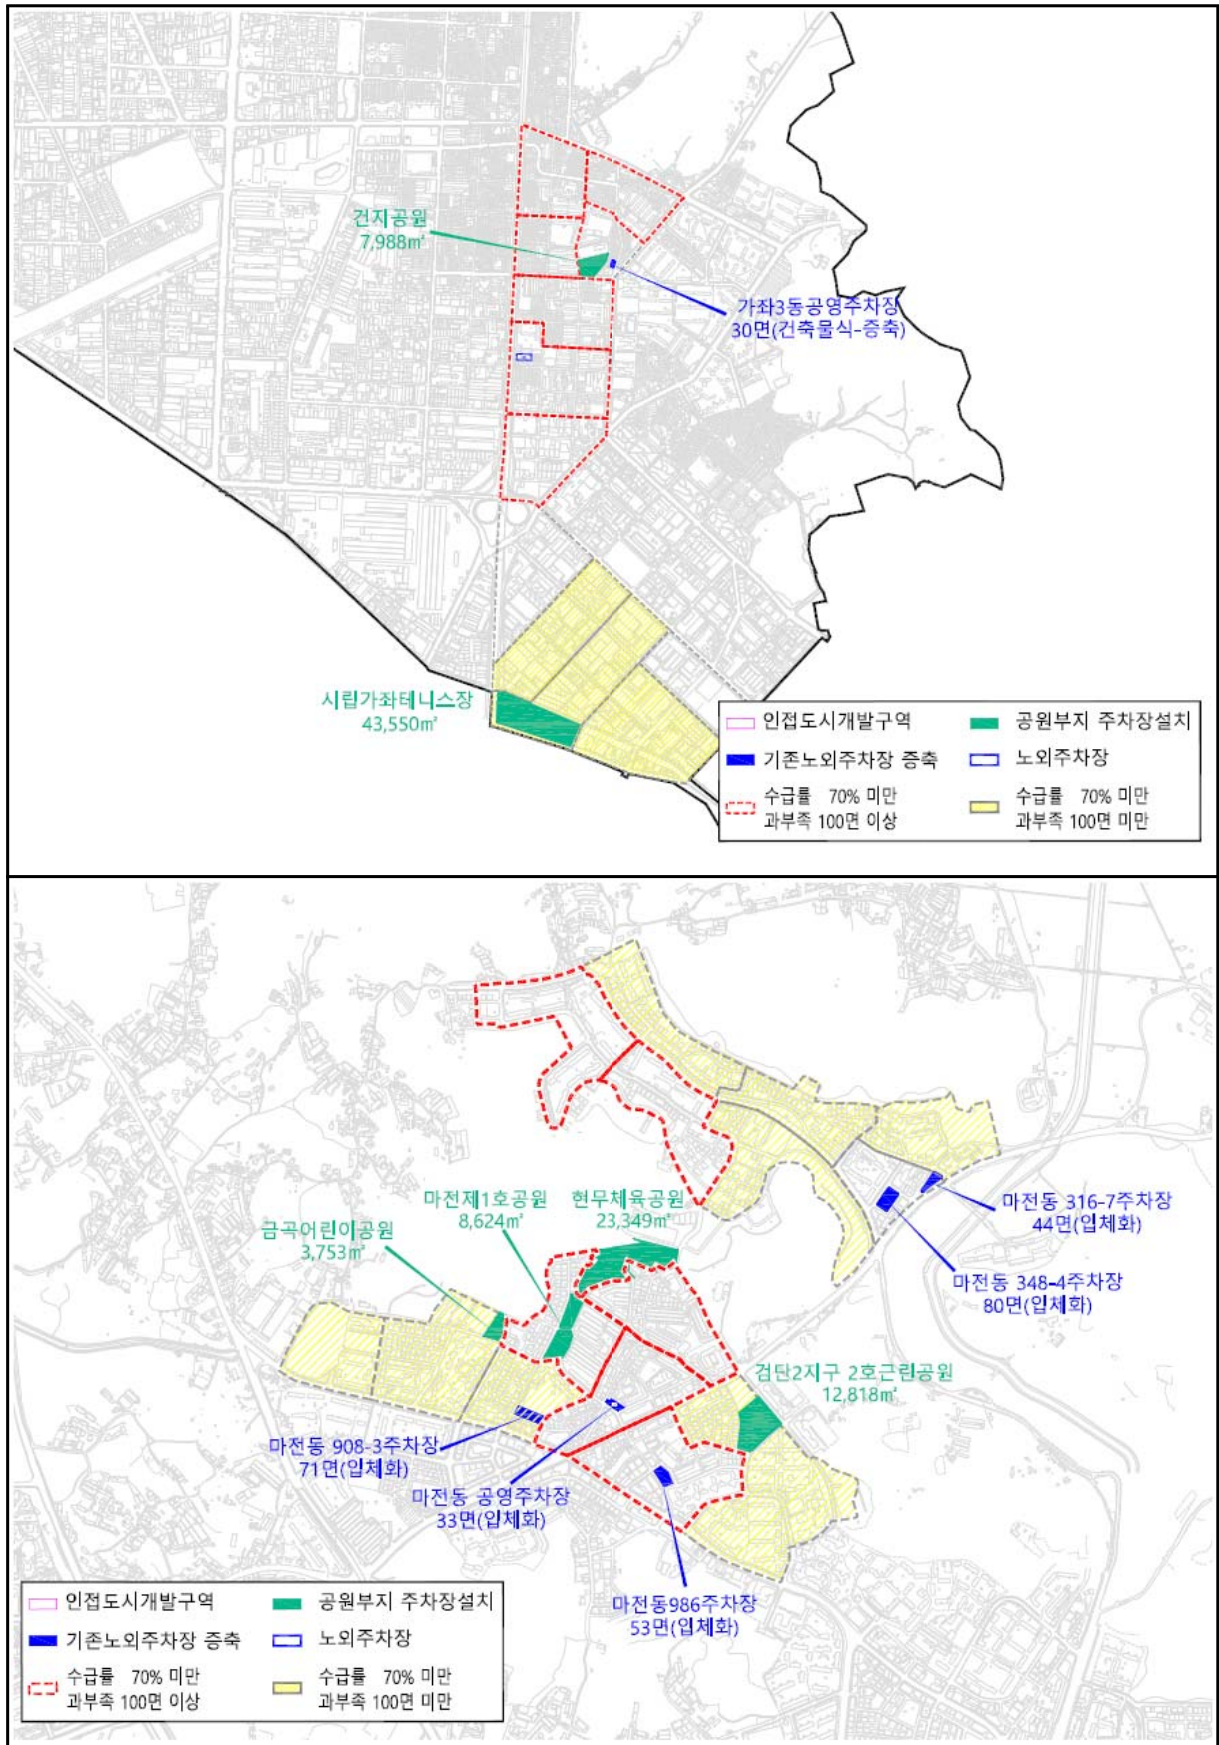 건지공원
7,988㎡
가좌3동공영주차장
30면(건축물식-증축)
시립가좌테니스장
43,550㎡
인접도시개발구역
공원부지 주차장설치
기존노외주차장 증축
노외주차장
수급률 70% 미만
과부족 100면 이상
수급률 70% 미만
과부족 100면 미만
마전제1호공원
8,624㎡
현무체육공원
23,349㎡
금곡어린이공원
3,753㎡
마전동 316-7주차장
44면(입체화)
마전동 348-4주차장
80면(입체화)
검단2지구 2호근린공원
12,818㎡
마전동 908-3주차장
71면(입체화)
마전동 공영주차장
33면(입체화)
마전동986주차장
53면(입체화)
인접도시개발구역
공원부지 주차장설치
기존노외주차장 증축
노외주차장
수급률 70% 미만
과부족 100면 이상
수급률 70% 미만
과부족 100면 미만